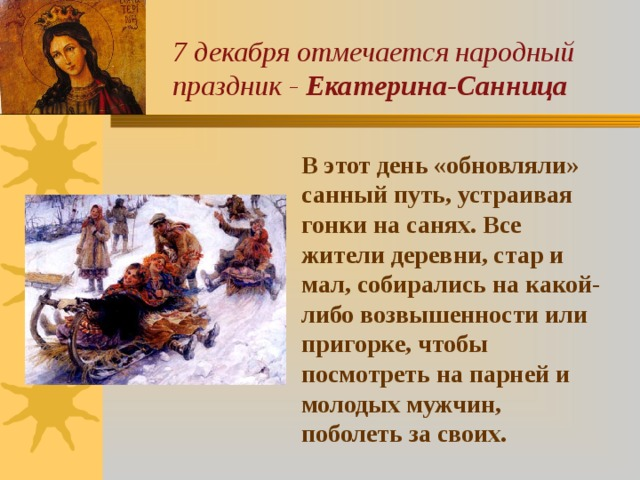 ТЕРІ
7 декабря отмечается народный
праздник - Екатерина-Санница
В этот день «обновляли»
санный путь, устраивая
гонки на санях. Все
жители деревни, стар и
мал, собирались на какой-
либо возвышенности или
пригорке, чтобы
посмотреть на парней и
молодых мужчин,
поболеть за своих.